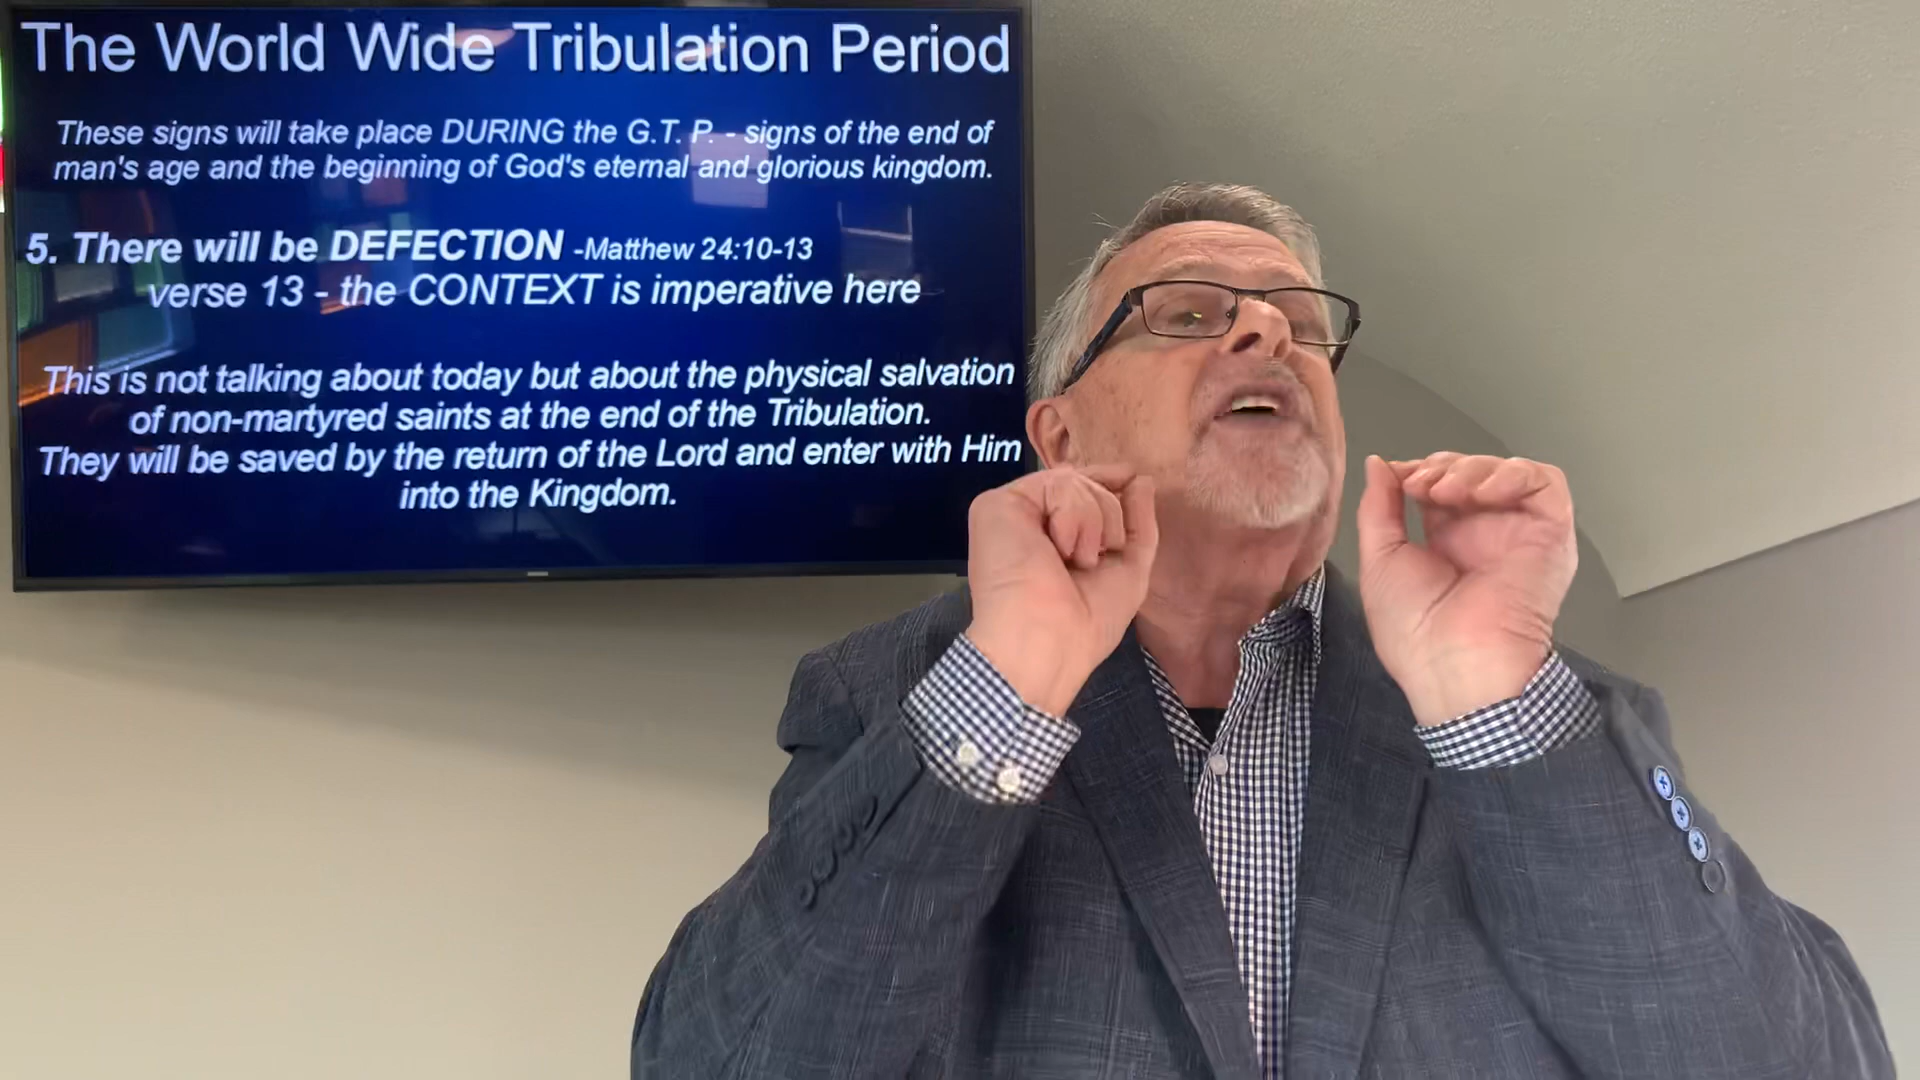 The World Wide Tribulation Period
These signs will take place DURING the G.T. P. - signs of the end of
man's age and the beginning of God's eternal and glorious kingdom.
5. There will be DEFECTION -Matthew 24:10-13
verse 13 - the CONTEXT is imperative here
This is not talking about today but about the physical salvation
of non-martyred saints at the end of the Tribulation.
They will be saved by the return of the Lord and enter with Him
into the Kingdom.